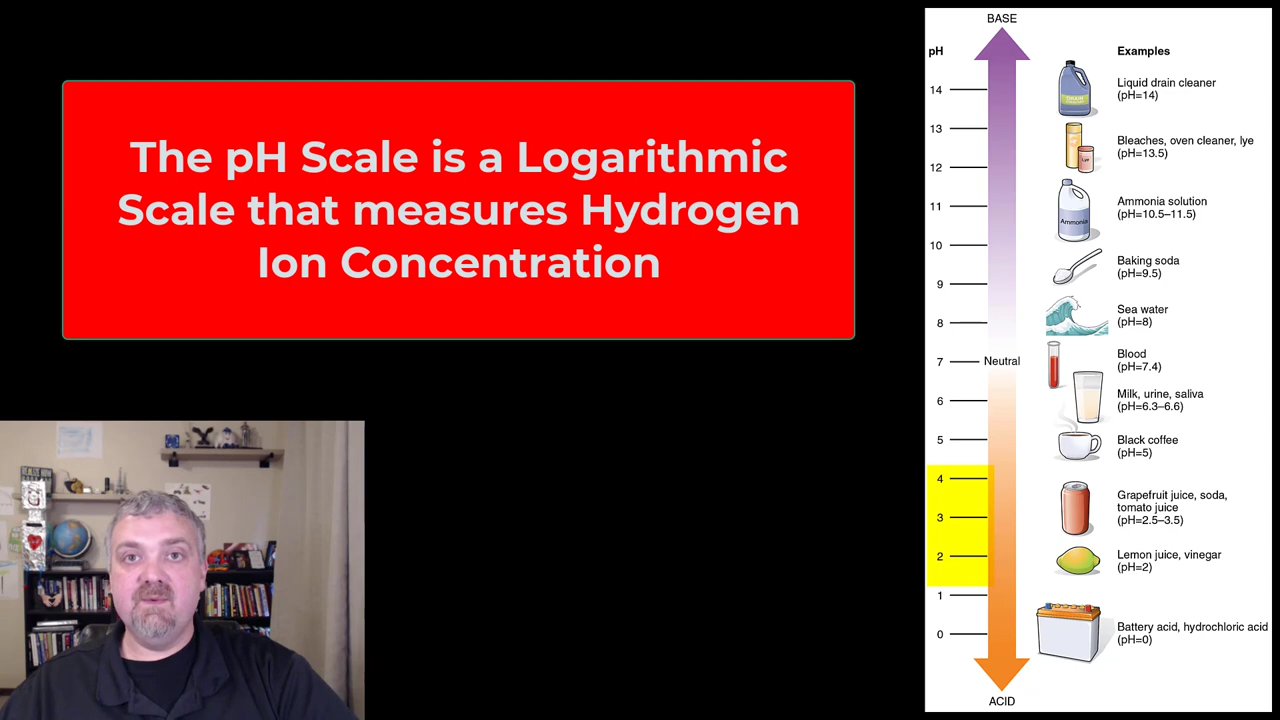 The pH Scale is a Logarithmic
Scale that measures Hydrogen
Ion Concentration
BASE
pH
Examples
14
Liquid drain cleaner
(pH=14)
13
Bleaches, oven cleaner, lye
(pH=13.5)
Lye
12
11
Ammonia solution
(pH=10.5–11.5)
Ammonia
10
Baking soda
(pH=9.5)
9
Sea water
(pH=8)
8
7
Neutral
Blood
(pH=7.4)
6
Milk, urine, saliva
(pH=6.3–6.6)
5
Black coffee
(pH=5)
4
Grapefruit juice, soda,
tomato juice
(pH=2.5–3.5)
3
2
Lemon juice, vinegar
(pH=2)
1
0
Battery acid, hydrochloric acid
(pH=0)
ACID